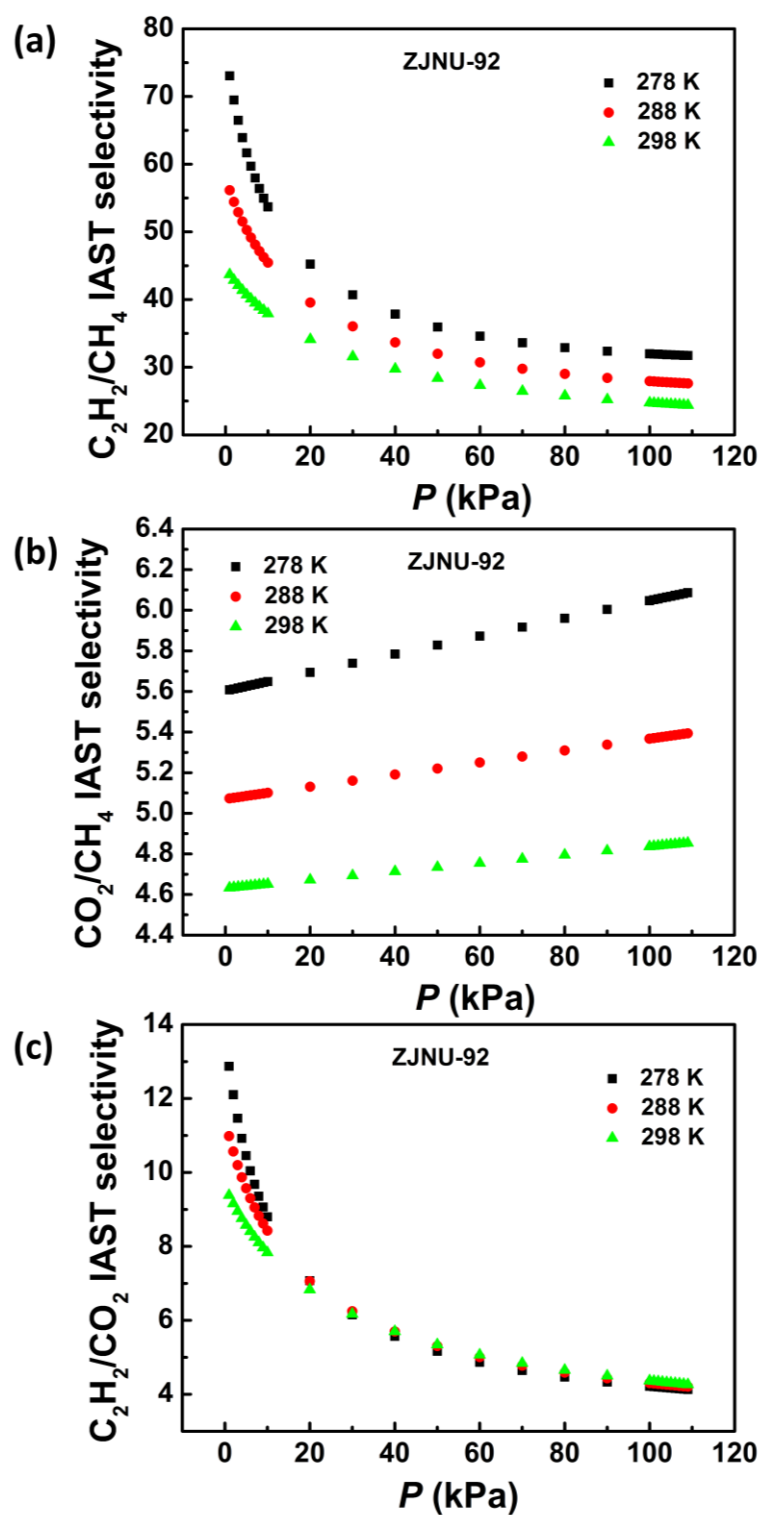 (a)
ZJNU-92
278 K
288 K
298 K
80
70
60
50
40
30
20
C₂H₂/CH₄ IAST selectivity
0 20 40 60 80 100 120
P (kPa)
(b)
ZJNU-92
278 K
288 K
298 K
6.4
6.2
6.0
5.8
5.6
5.4
5.2
5.0
4.8
4.6
4.4
CO₂/CH₄ IAST selectivity
0 20 40 60 80 100 120
P (kPa)
(c)
ZJNU-92
278 K
288 K
298 K
14
12
10
8
6
4
C₂H₂/CO₂ IAST selectivity
0 20 40 60 80 100 120
P (kPa)